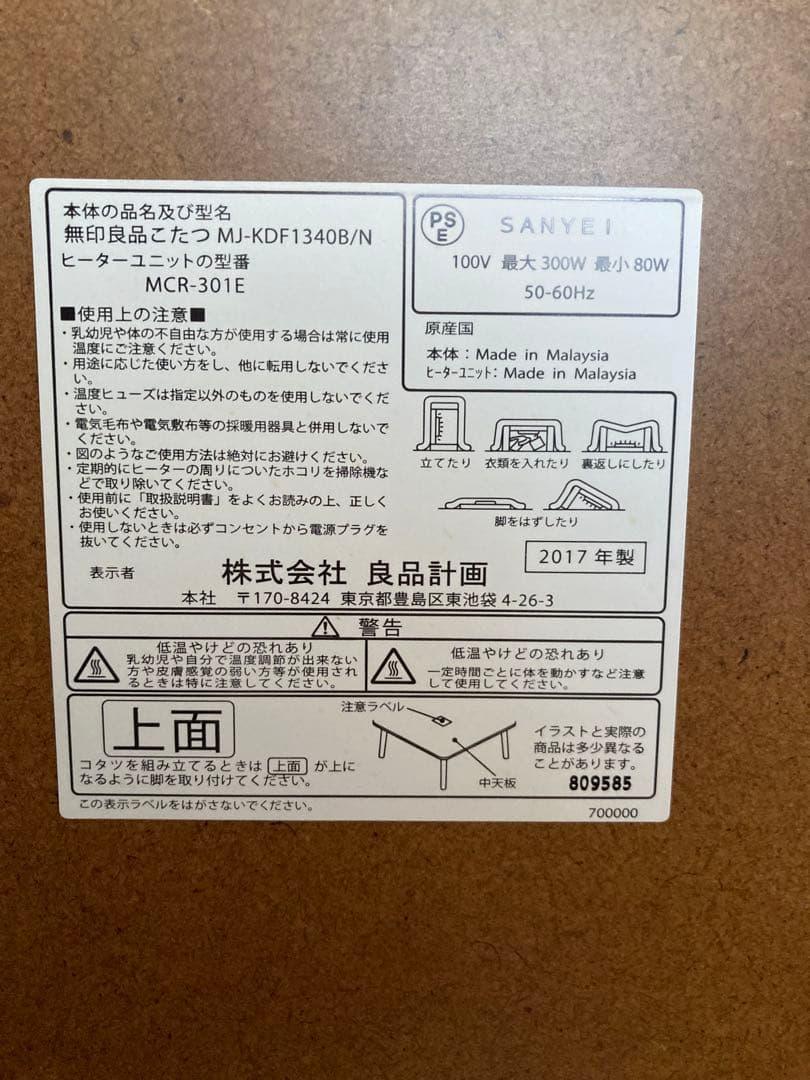 本体の品名及び型名
無印良品こたつ MJ-KDF1340B/N
ヒーターユニットの型番
MCR-301E
■使用上の注意■
・乳幼児や体の不自由な方が使用する場合は常に使用
温度にご注意ください。
・用途に応じた使い方をし、他に転用しないでくださ
い。
・温度ヒューズは指定以外のものを使用しないでくだ
さい。
・電気毛布や電気敷布等の採暖用器具と併用しないで
ください。
・図のようなご使用方法は絶対にお避けください。
・定期的にヒーターの周りについたホコリを掃除機な
どで取り除いてください。
・使用前に「取扱説明書」をよくお読みの上、正しく
お使いください。
・使用しないときは必ずコンセントから電源プラグを
抜いてください。
PS
E
SANYEI
100V 最大 300W 最小 80W
50-60Hz
原産国
本体：Made in Malaysia
ﾋｰﾀｰﾕﾆｯﾄ：Made in Malaysia
立てたり 衣類を入れたり 裏返しにしたり
脚をはずしたり
2017 年製
表示者 株式会社 良品計画
本社 〒170-8424 東京都豊島区東池袋 4-26-3
警告
低温やけどの恐れあり
乳幼児や自分で温度調節が出来ない
方や皮膚感覚の弱い方等が使用され
るときは特に注意してください。
低温やけどの恐れあり
一定時間ごとに体を動かすなど注意
して使用してください。
上面
コタツを組み立てるときは 上面 が上に
なるように脚を取り付けてください。
注意ラベル
中天板
イラストと実際の
商品は多少異なる
ことがあります。
809585
この表示ラベルをはがさないでください。
700000